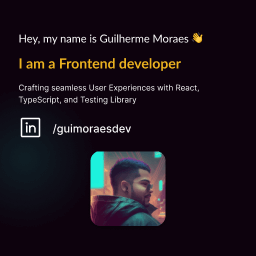 Hey, my name is Guilherme Moraes 👋
I am a Frontend developer
Crafting seamless User Experiences with React,
TypeScript, and Testing Library
in /guimoraesdev